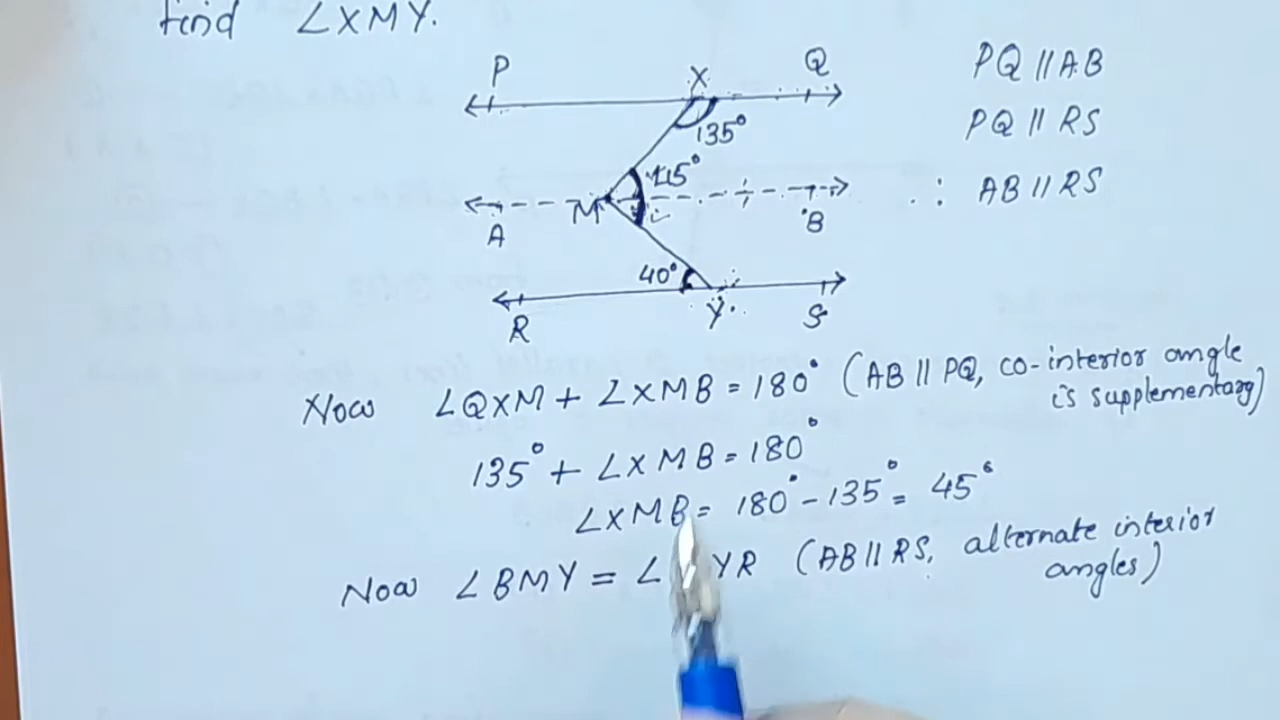 Find ∠XMY.
P X Q
135°
45°
M
A B
40°
R Y S
PQ // AB
PQ // RS
∴ AB // RS
Now ∠QXM + ∠XMB = 180° (AB // PQ, co-interior angle
is supplementary)
135° + ∠XMB = 180°
∠XMB = 180° - 135° = 45°
Now ∠BMY = ∠ YR (AB // RS, alternate interior
angles)